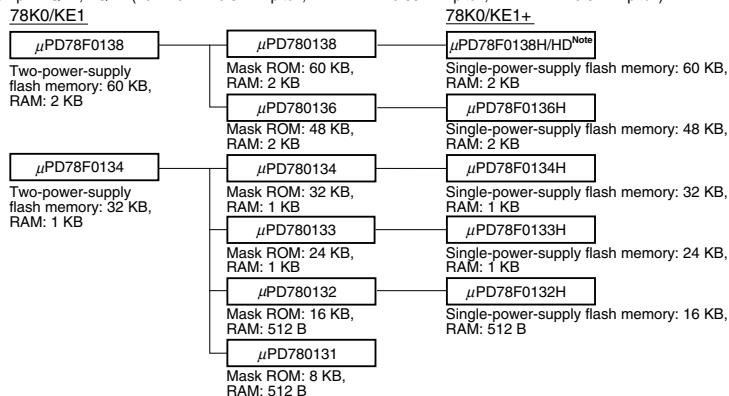 78K0/KE1
78K0/KE1+
μPD78F0138
μPD780138
μPD78F0138H/HDNote
Two-power-supply
flash memory: 60 KB,
RAM: 2 KB
Mask ROM: 60 KB,
RAM: 2 KB
Single-power-supply flash memory: 60 KB,
RAM: 2 KB
μPD780136
μPD78F0136H
Mask ROM: 48 KB,
RAM: 2 KB
Single-power-supply flash memory: 48 KB,
RAM: 2 KB
μPD78F0134
μPD780134
μPD78F0134H
Two-power-supply
flash memory: 32 KB,
RAM: 1 KB
Mask ROM: 32 KB,
RAM: 1 KB
Single-power-supply flash memory: 32 KB,
RAM: 1 KB
μPD780133
μPD78F0133H
Mask ROM: 24 KB,
RAM: 1 KB
Single-power-supply flash memory: 24 KB,
RAM: 1 KB
μPD780132
μPD78F0132H
Mask ROM: 16 KB,
RAM: 512 B
Single-power-supply flash memory: 16 KB,
RAM: 512 B
μPD780131
Mask ROM: 8 KB,
RAM: 512 B